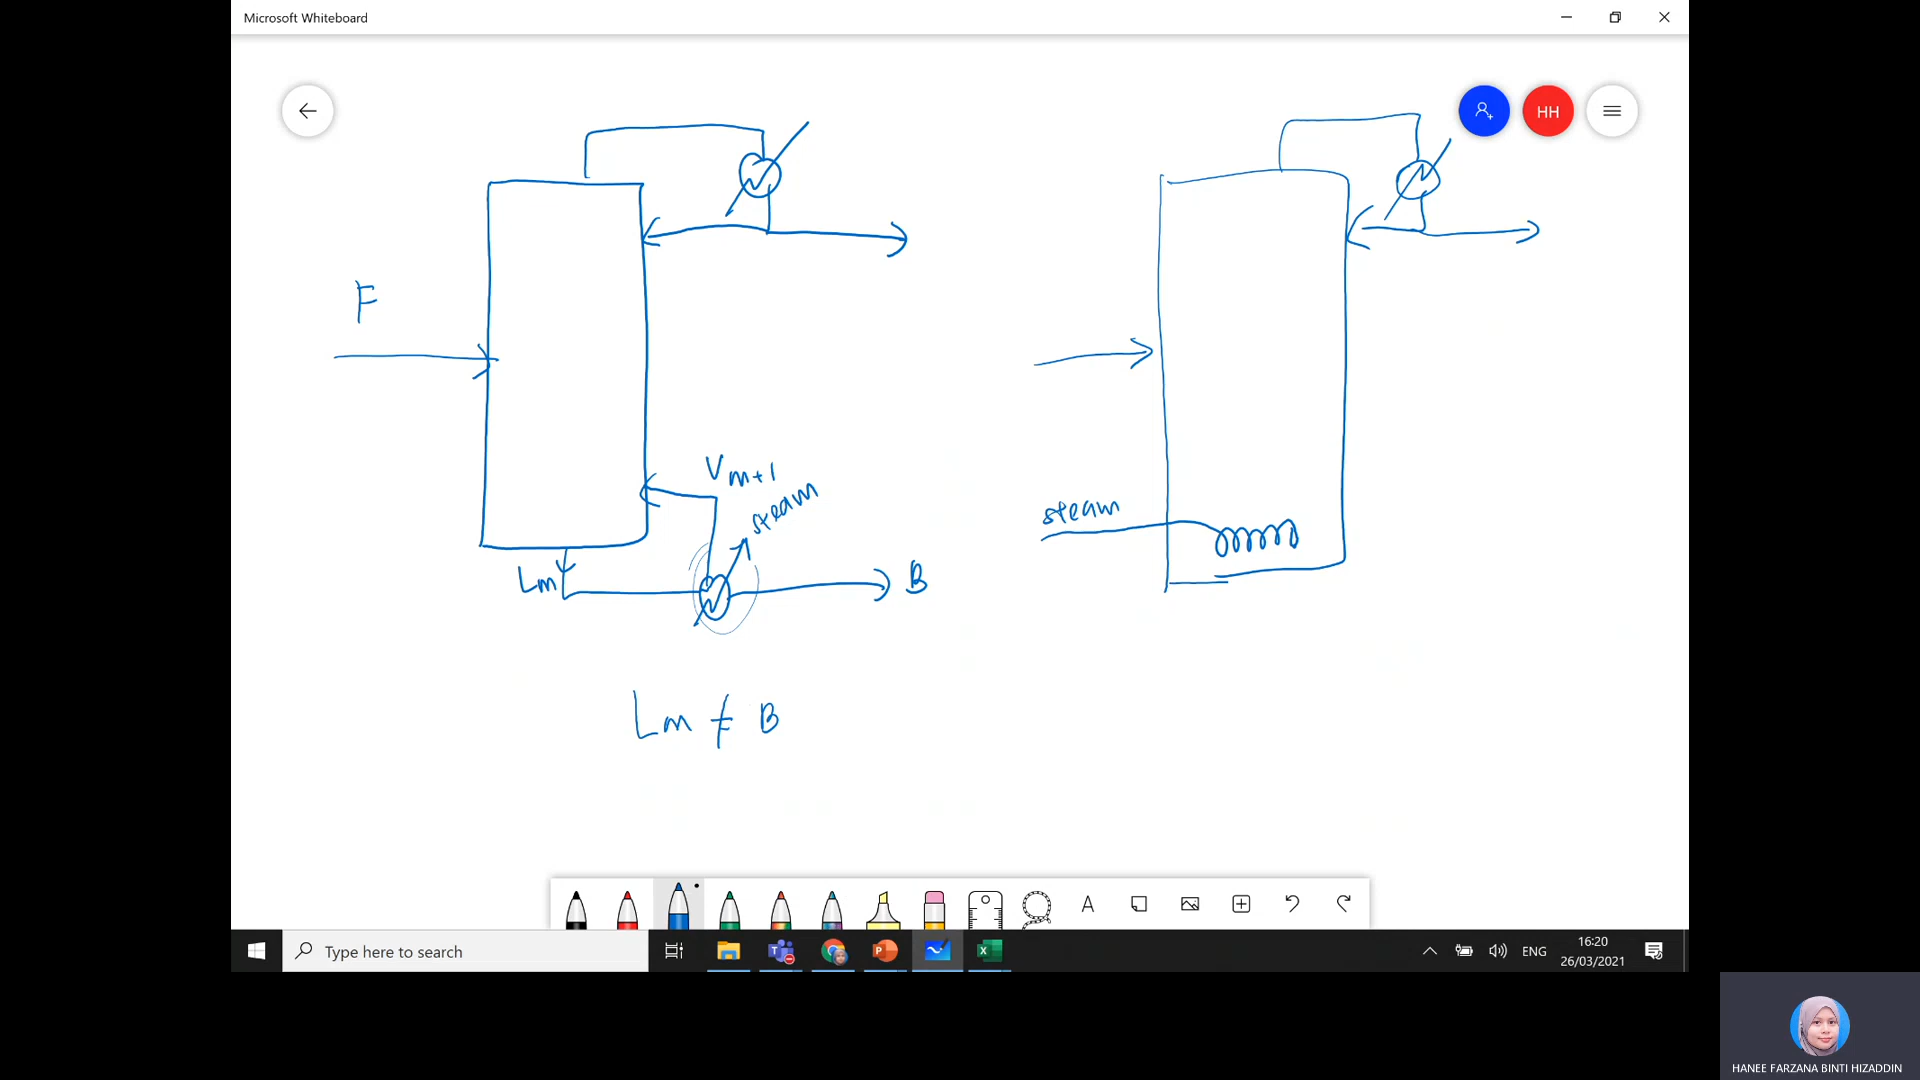 Microsoft Whiteboard
HH
F
Vm+1
steam
steam
Lm
B
Lm ≠ B
A
Type here to search
ENG
16:20
26/03/2021
HANEE FARZANA BINTI HIZADDIN